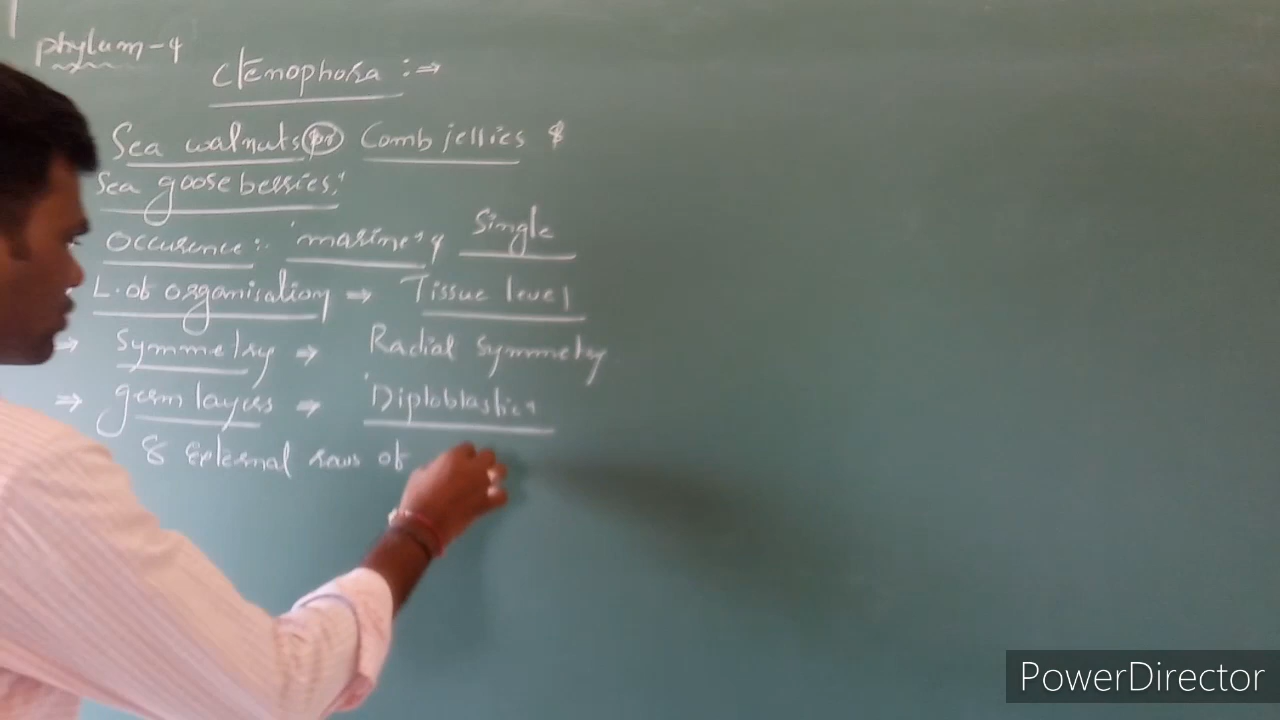 phylum-4
Ctenophora :⇒
Sea walnuts (or) Comb jellies &
Sea gooseberries.'
Occurence :- 'marine' & Single
L. of organisation ⇒ Tissue level
⇒ Symmetry ⇒ Radial Symmetry
⇒ germ layers ⇒ 'Diploblastic'
8 External rows of
PowerDirector